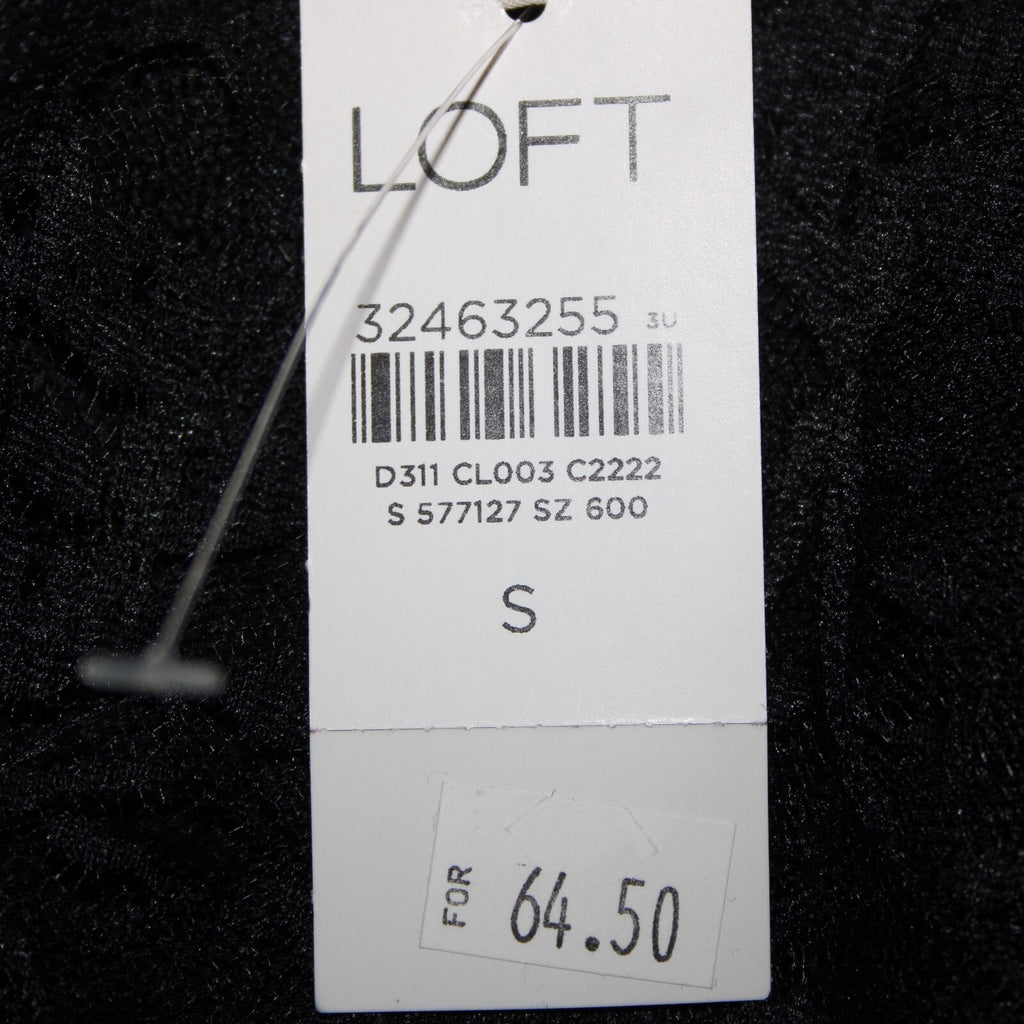 LOFT
32463255 3U
D311 CL003 C2222
S 577127 SZ 600
S
FOR 64.50